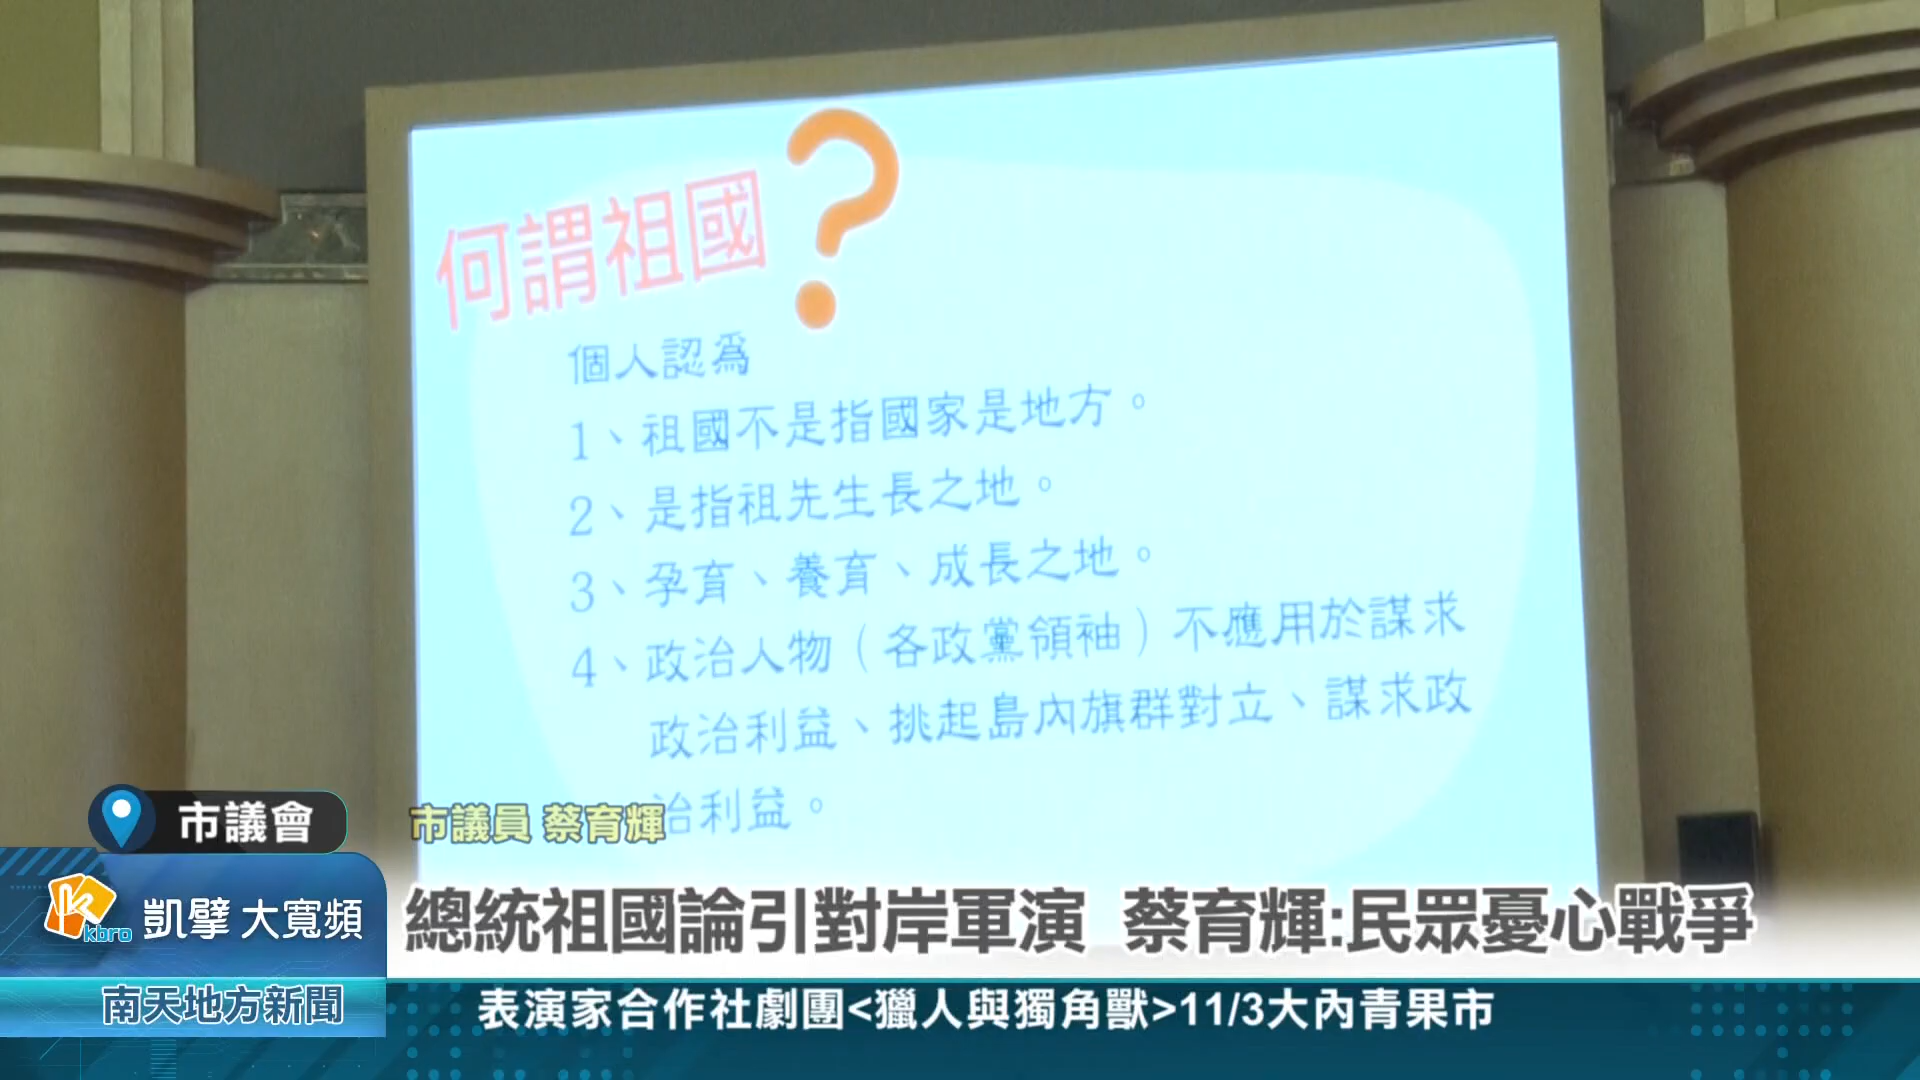 何謂祖國?
個人認為
1、祖國不是指國家是地方。
2、是指祖先生長之地。
3、孕育、養育、成長之地。
4、政治人物(各政黨領袖)不應用於謀求
政治利益、挑起島內旗群對立、謀求政
治利益。
市議會
市議員 蔡育輝
kbro 凱擘 大寬頻
總統祖國論引對岸軍演 蔡育輝:民眾憂心戰爭
南天地方新聞
表演家合作社劇團<獵人與獨角獸>11/3大內青果市